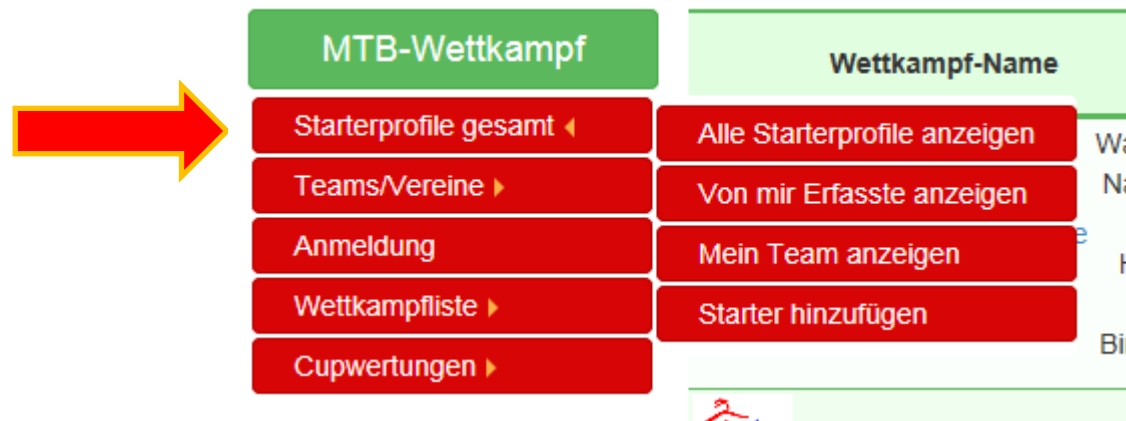 MTB-Wettkampf
Wettkampf-Name
Starterprofile gesamt
Teams/Vereine
Anmeldung
Wettkampfliste
Cupwertungen
Alle Starterprofile anzeigen
Von mir Erfasste anzeigen
Mein Team anzeigen
Starter hinzufügen